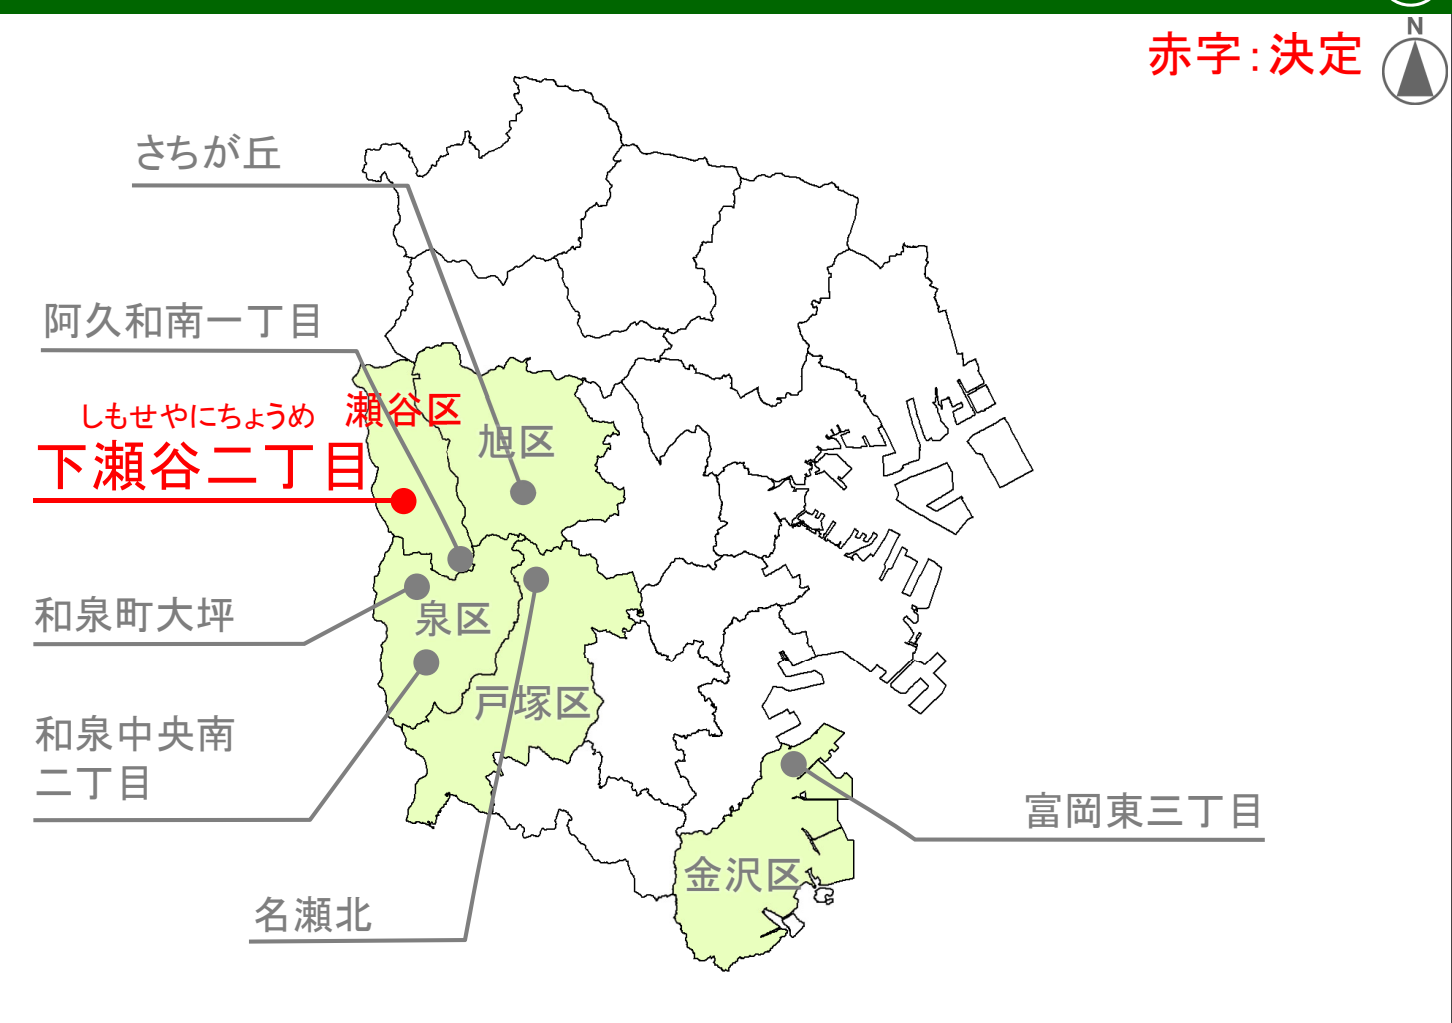 N
赤字：決定
さちが丘
阿久和南一丁目
しもせやにちょうめ
瀬谷区
下瀬谷二丁目
旭区
和泉町大坪
泉区
戸塚区
和泉中央南
二丁目
富岡東三丁目
金沢区
名瀬北